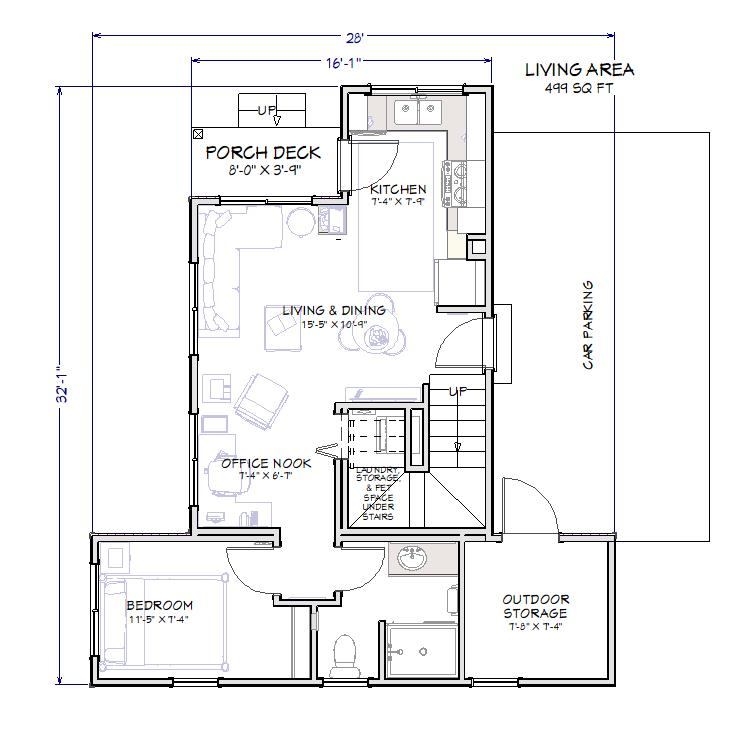 28'
16'-1"
LIVING AREA
499 SQ FT
UP
PORCH DECK
8'-0" X 3'-9"
KITCHEN
7'-4" X 7'-9"
LIVING & DINING
15'-5" X 10'-9"
CAR PARKING
32'-1"
UP
OFFICE NOOK
7'-4" X 6'-7"
LAUNDRY,
STORAGE,
& PET
SPACE
UNDER
STAIRS
BEDROOM
11'-5" X 7'-4"
OUTDOOR
STORAGE
7'-8" X 7'-4"